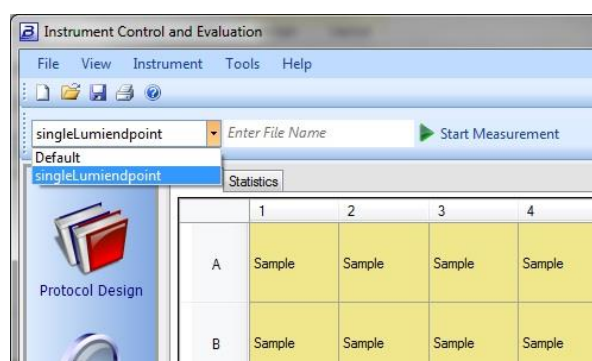 Instrument Control and Evaluation
File View Instrument Tools Help
singleLumiendpoint Enter File Name Start Measurement
Default
singleLumiendpoint
Statistics
1 2 3 4
A Sample Sample Sample Sample
Protocol Design
B Sample Sample Sample Sample